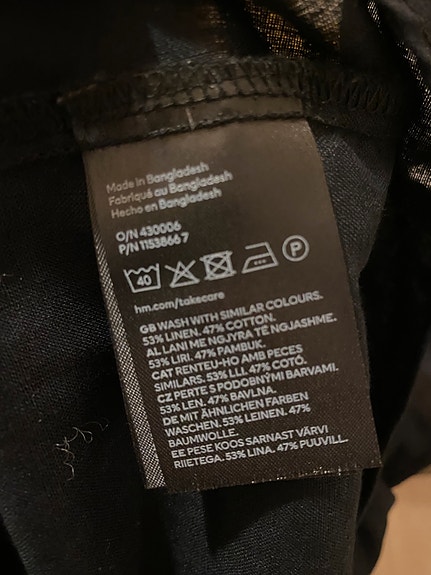 Made in Bangladesh
Fabriqué au Bangladesh
Hecho en Bangladesh
O/N 430006
P/N 1153866 7
40
P
hm.com/takecare
GB WASH WITH SIMILAR COLOURS.
53% LINEN. 47% COTTON.
AL LANI ME NGJYRA TË NGJASHME.
53% LIRI. 47% PAMBUK.
CAT RENTEU-HO AMB PECES
SIMILARS. 53% LLI. 47% COTÓ.
CZ PERTE S PODOBNÝMI BARVAMI.
53% LEN. 47% BAVLNA.
DE MIT ÄHNLICHEN FARBEN
WASCHEN. 53% LEINEN. 47%
BAUMWOLLE.
EE PESE KOOS SARNAST VÄRVI
RIIETEGA. 53% LINA. 47% PUUVILL.